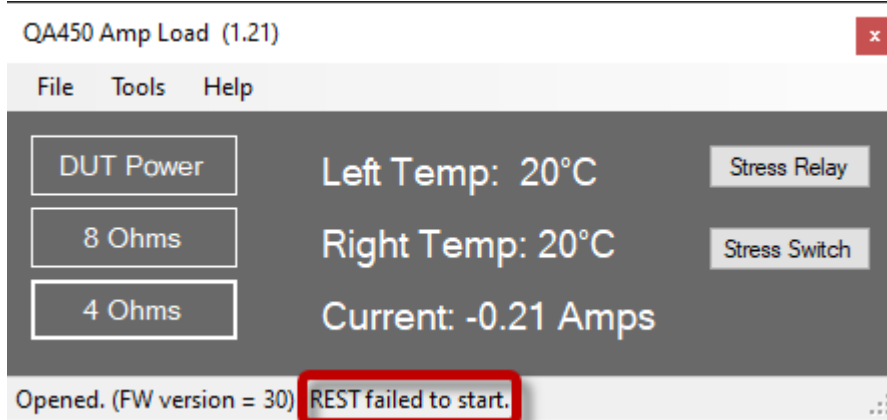 QA450 Amp Load (1.21)
x
File Tools Help
DUT Power
8 Ohms
4 Ohms
Left Temp: 20°C
Right Temp: 20°C
Current: -0.21 Amps
Stress Relay
Stress Switch
Opened. (FW version = 30) REST failed to start.